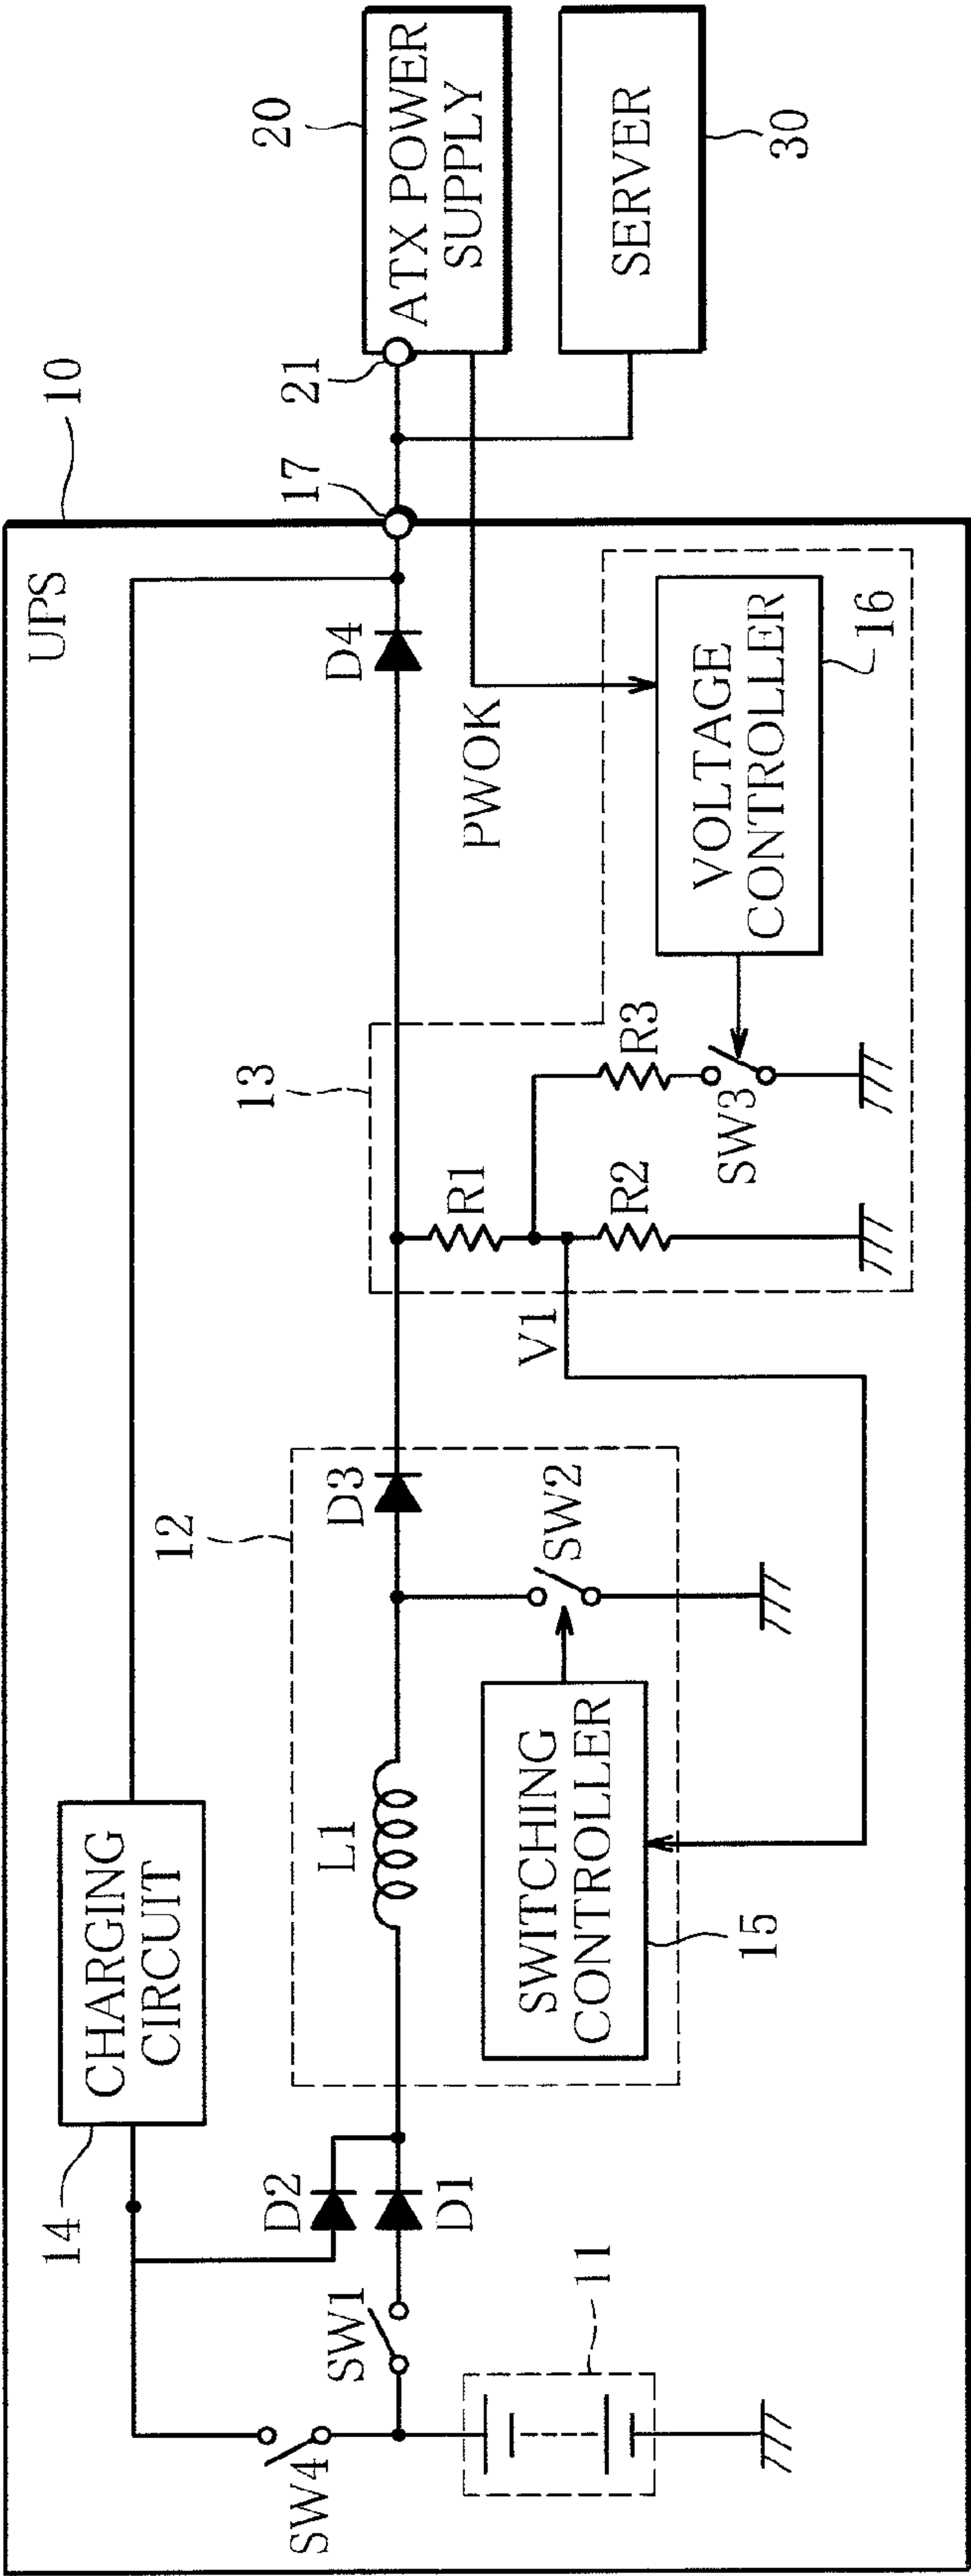 UPS
10
14
CHARGING
CIRCUIT
SW4
SW1
D2
D1
11
12
L1
D3
SW2
SWITCHING
CONTROLLER
15
V1
13
R1
R2
R3
SW3
VOLTAGE
CONTROLLER
16
PWOK
D4
17
21
20
ATX POWER
SUPPLY
SERVER
30